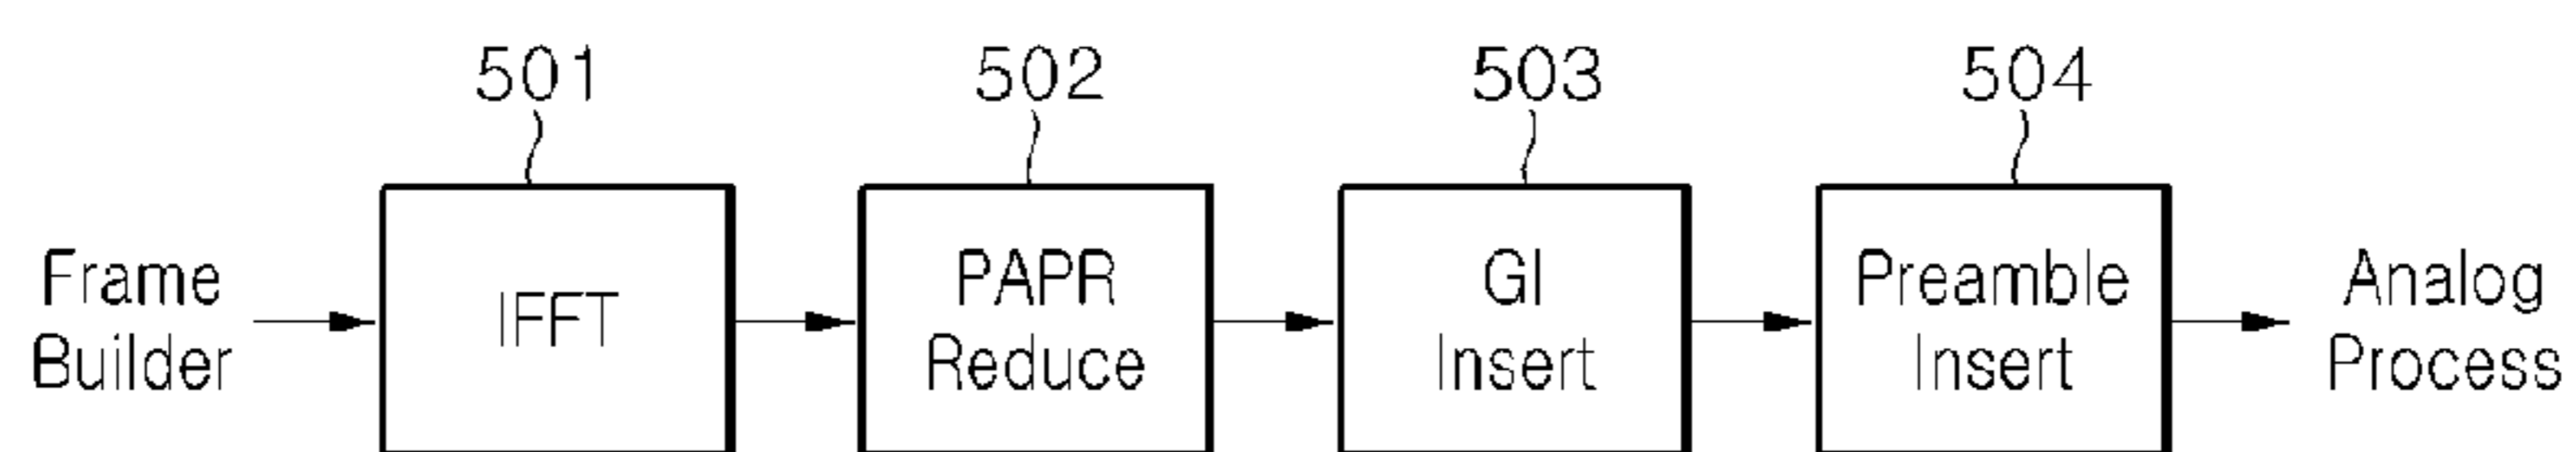 501
502
503
504
Frame
Builder
IFFT
PAPR
Reduce
GI
Insert
Preamble
Insert
Analog
Process